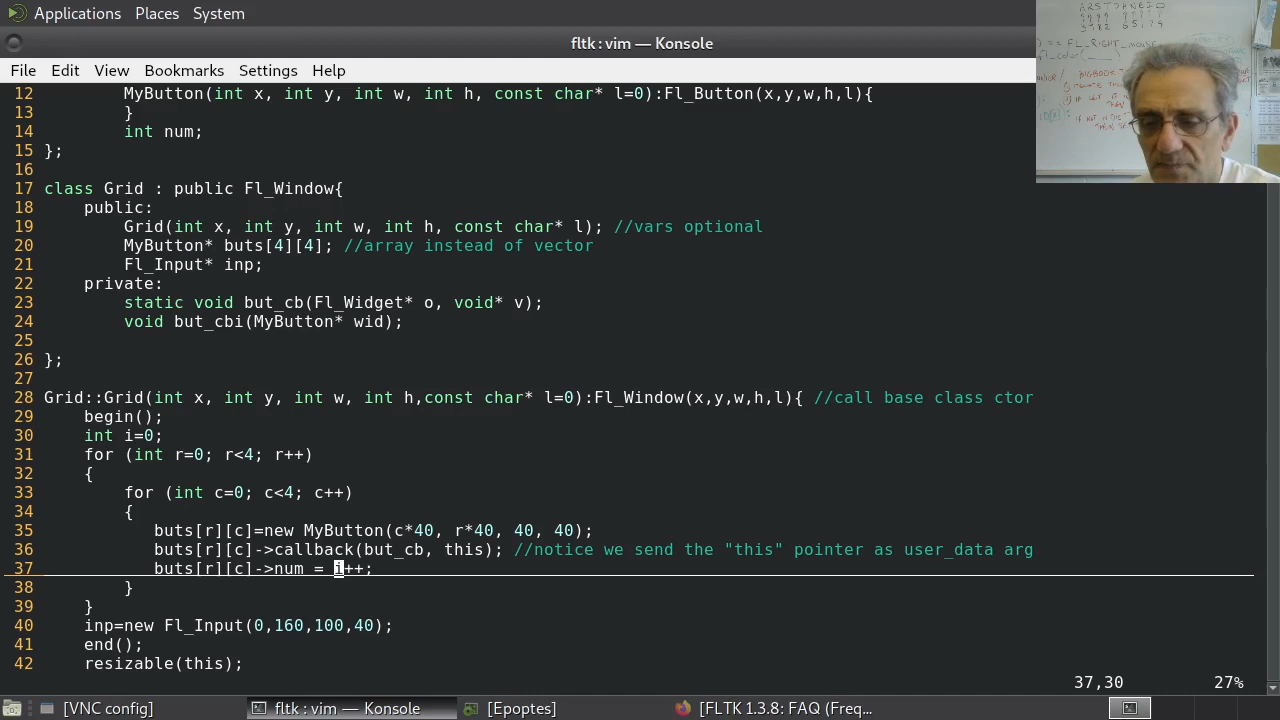 Applications Places System
fltk : vim — Konsole
File Edit View Bookmarks Settings Help
12 MyButton(int x, int y, int w, int h, const char* l=0):Fl_Button(x,y,w,h,l){
13 }
14 int num;
15 };
16
17 class Grid : public Fl_Window{
18 public:
19 Grid(int x, int y, int w, int h, const char* l); //vars optional
20 MyButton* buts[4][4]; //array instead of vector
21 Fl_Input* inp;
22 private:
23 static void but_cb(Fl_Widget* o, void* v);
24 void but_cbi(MyButton* wid);
25
26 };
27
28 Grid::Grid(int x, int y, int w, int h,const char* l=0):Fl_Window(x,y,w,h,l){ //call base class ctor
29 begin();
30 int i=0;
31 for (int r=0; r<4; r++)
32 {
33 for (int c=0; c<4; c++)
34 {
35 buts[r][c]=new MyButton(c*40, r*40, 40, 40);
36 buts[r][c]->callback(but_cb, this); //notice we send the "this" pointer as user_data arg
37 buts[r][c]->num = i++;
38 }
39 }
40 inp=new Fl_Input(0,160,100,40);
41 end();
42 resizable(this);
37,30 27%
[VNC config] fltk : vim — Konsole [Epoptes] [FLTK 1.3.8: FAQ (Freq...